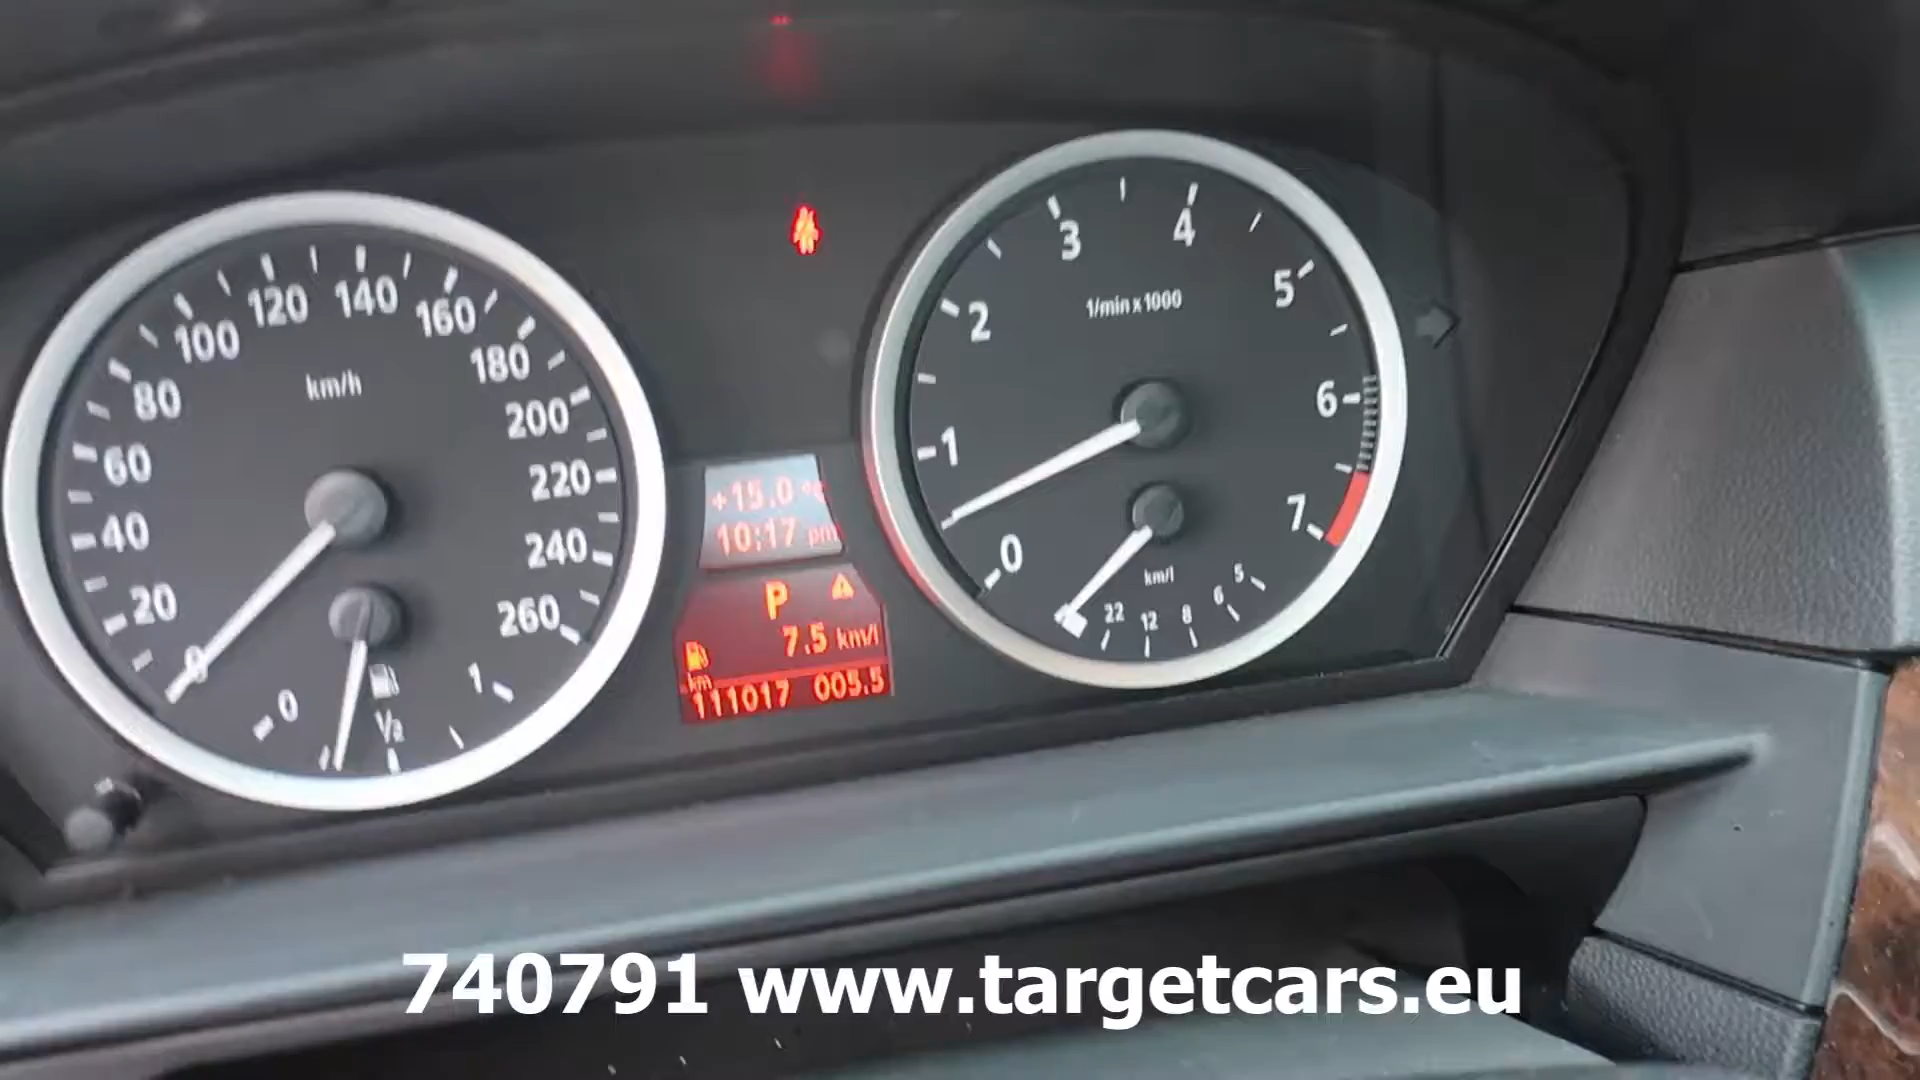 20 40 60 80 100 120 140 160 180 200 220 240 260
km/h
0 1/2 1
+15.0 °C
10:17 pm
P
7.5 km/l
km
111017 005.5
0 1 2 3 4 5 6 7
1/min x 1000
km/l
22 12 8 6 5
740791 www.targetcars.eu